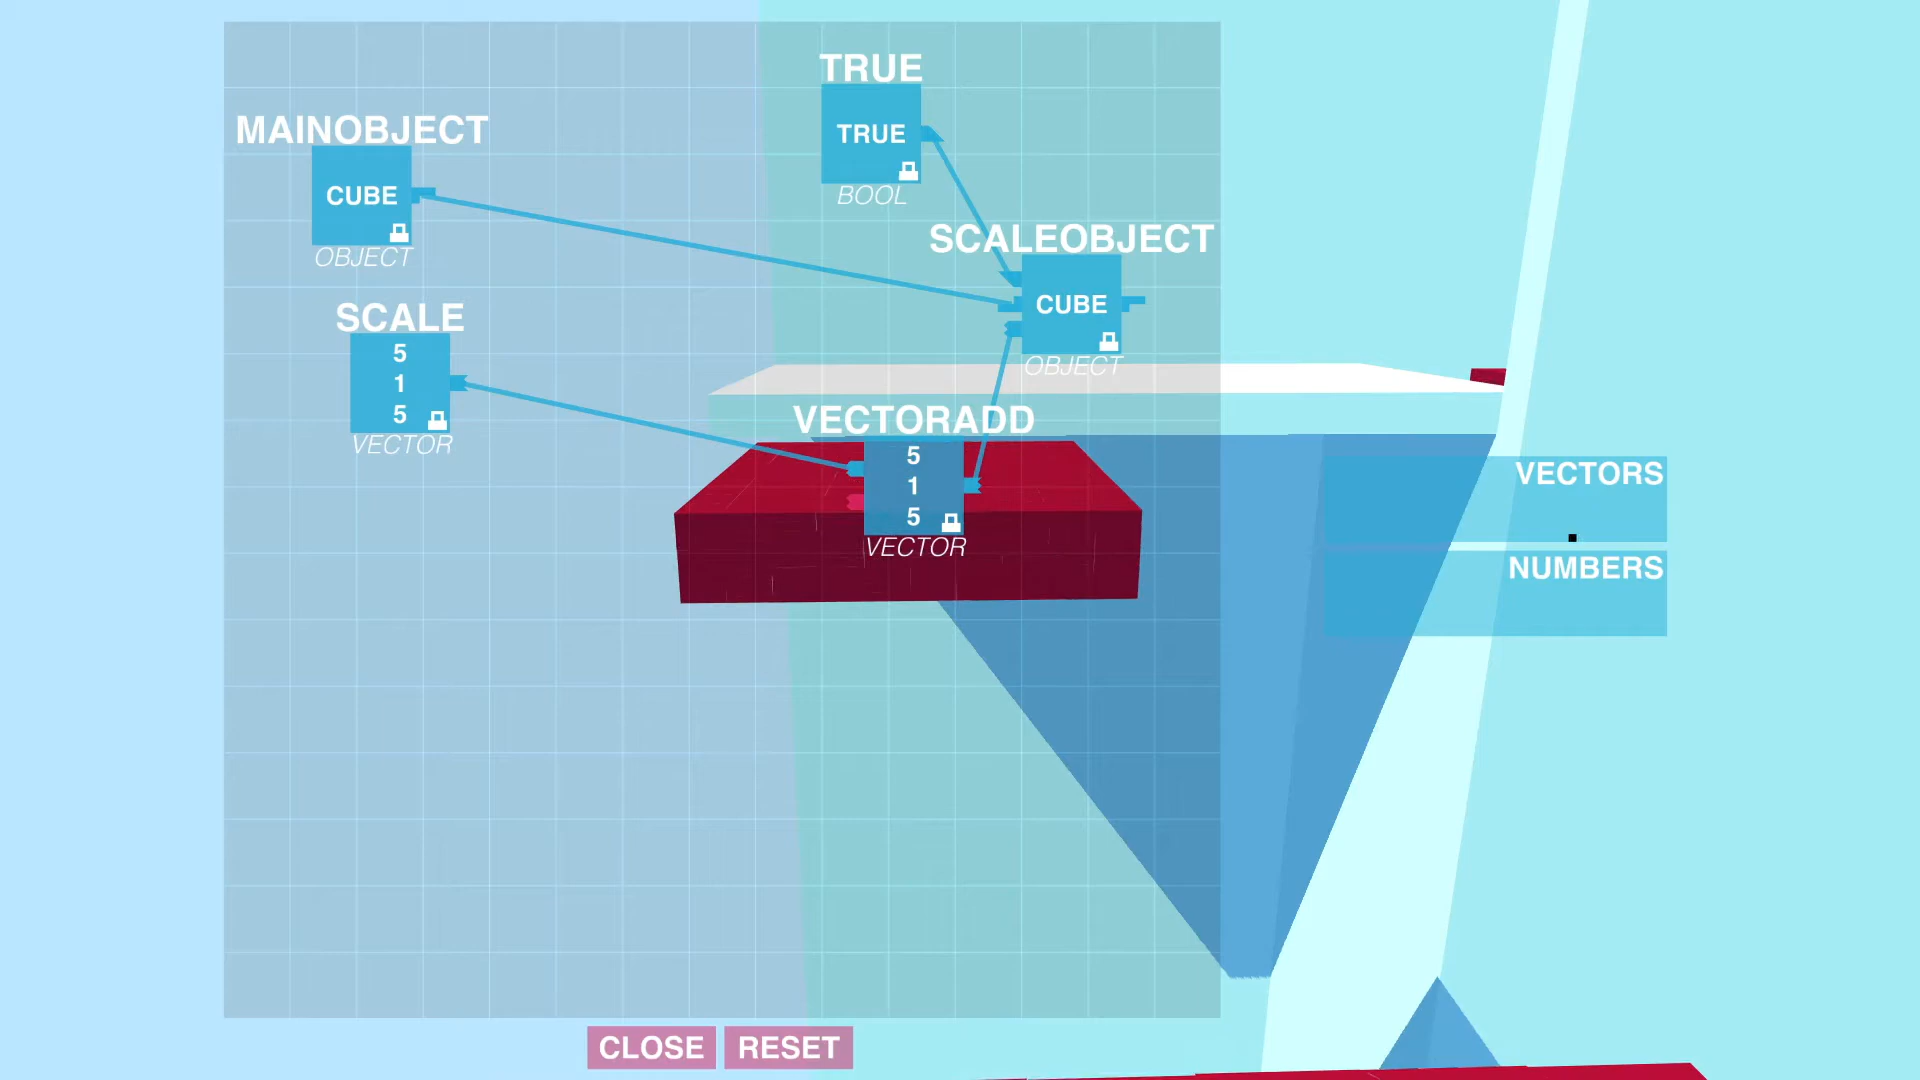 TRUE
TRUE
BOOL
MAINOBJECT
CUBE
OBJECT
SCALEOBJECT
CUBE
OBJECT
SCALE
5
1
5
VECTOR
VECTORADD
5
1
5
VECTOR
VECTORS
NUMBERS
CLOSE
RESET